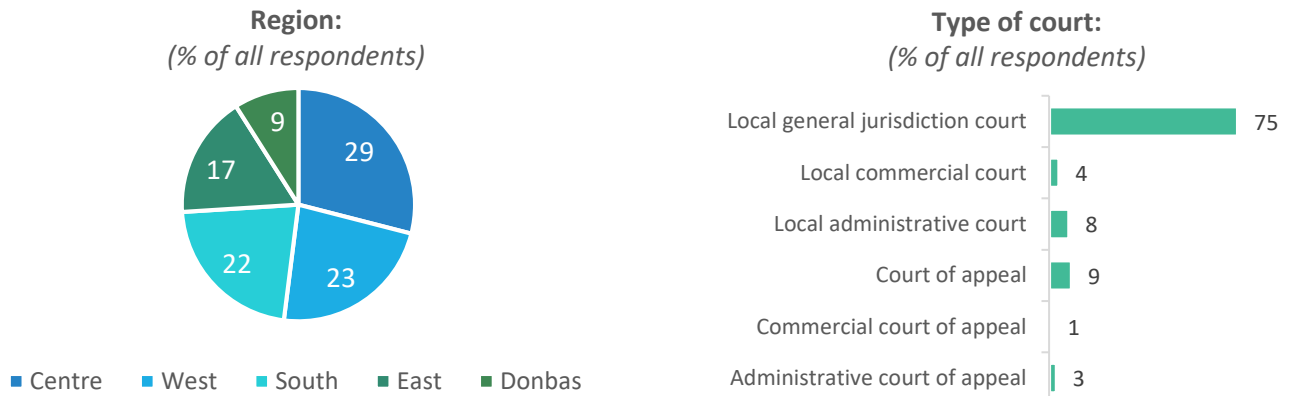 Region:
(% of all respondents)
29
23
22
17
9
Centre West South East Donbas
Type of court:
(% of all respondents)
Local general jurisdiction court 75
Local commercial court 4
Local administrative court 8
Court of appeal 9
Commercial court of appeal 1
Administrative court of appeal 3